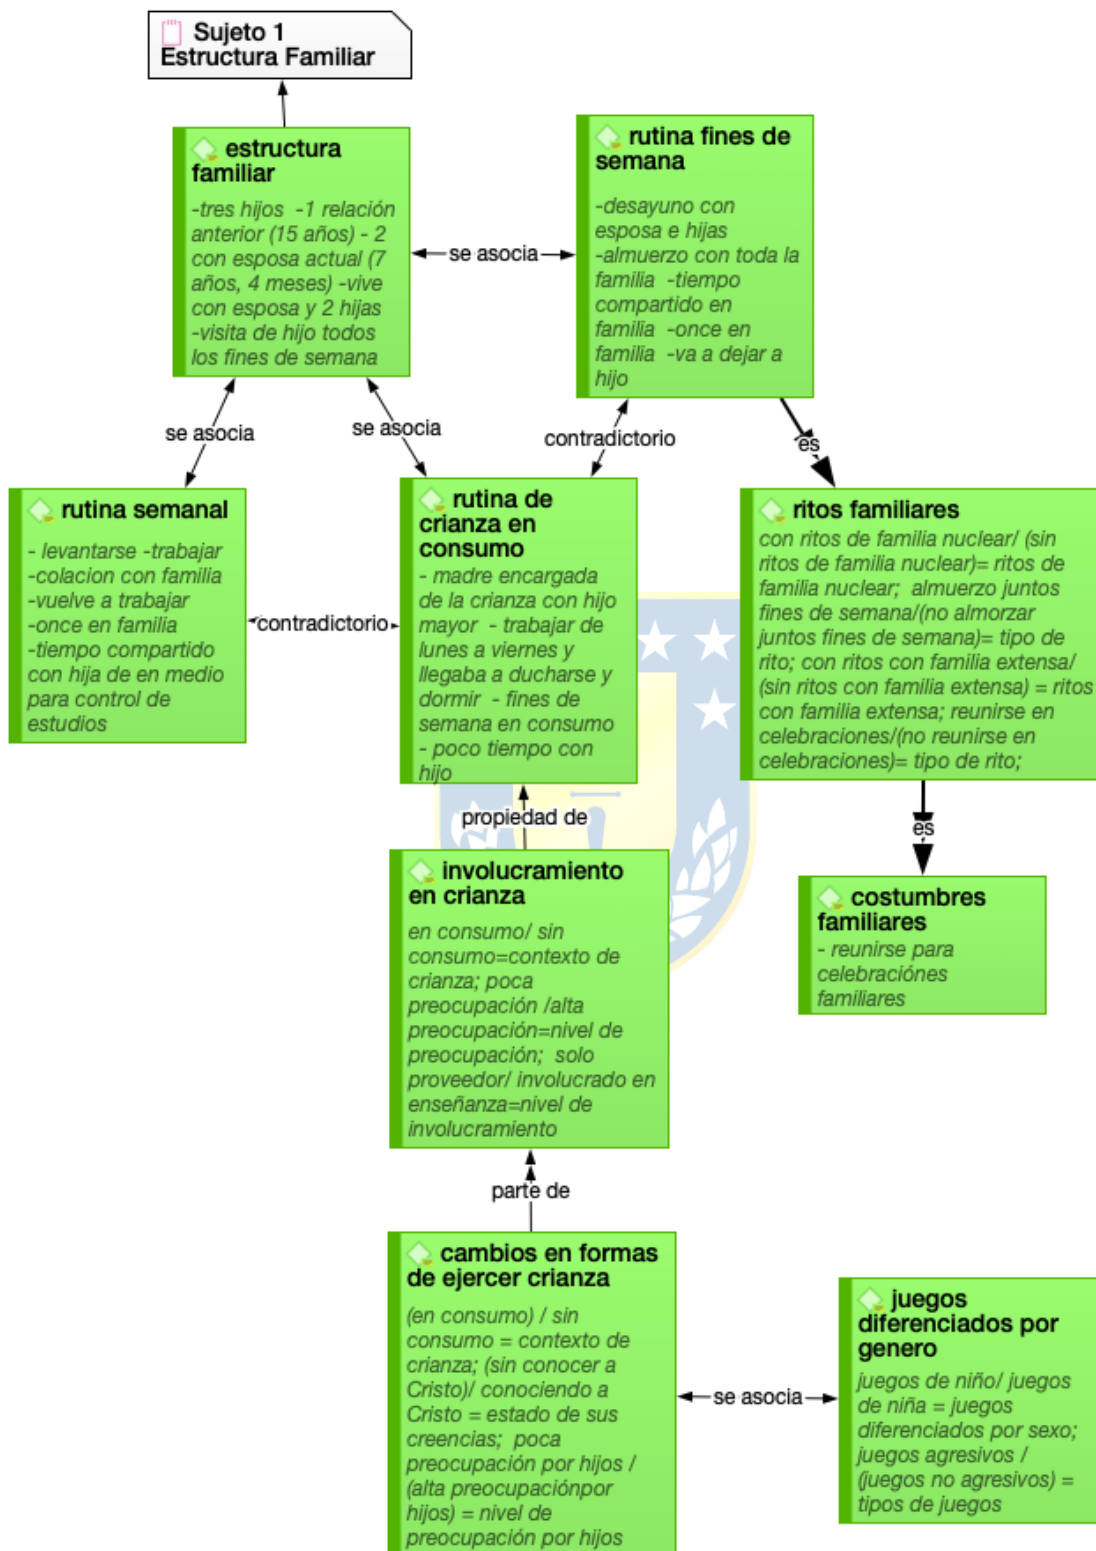 Sujeto 1
Estructura Familiar
estructura
familiar
-tres hijos -1 relación
anterior (15 años) - 2
con esposa actual (7
años, 4 meses) -vive
con esposa y 2 hijas
-visita de hijo todos
los fines de semana
se asocia
rutina fines de
semana
-desayuno con
esposa e hijas
-almuerzo con toda la
familia -tiempo
compartido en
familia -once en
familia -va a dejar a
hijo
se asocia
se asocia
contradictorio
es
rutina semanal
- levantarse -trabajar
-colacion con familia
-vuelve a trabajar
-once en familia
-tiempo compartido
con hija de en medio
para control de
estudios
contradictorio
rutina de
crianza en
consumo
- madre encargada
de la crianza con hijo
mayor - trabajar de
lunes a viernes y
llegaba a ducharse y
dormir - fines de
semana en consumo
- poco tiempo con
hijo
ritos familiares
con ritos de familia nuclear/ (sin
ritos de familia nuclear)= ritos de
familia nuclear; almuerzo juntos
fines de semana/(no almorzar
juntos fines de semana)= tipo de
rito; con ritos con familia extensa/
(sin ritos con familia extensa) = ritos
con familia extensa; reunirse en
celebraciones/(no reunirse en
celebraciones)= tipo de rito;
propiedad de
es
involucramiento
en crianza
en consumo/ sin
consumo=contexto de
crianza; poca
preocupación /alta
preocupación=nivel de
preocupación; solo
proveedor/ involucrado en
enseñanza=nivel de
involucramiento
costumbres
familiares
- reunirse para
celebraciónes
familiares
parte de
cambios en formas
de ejercer crianza
(en consumo) / sin
consumo = contexto de
crianza; (sin conocer a
Cristo)/ conociendo a
Cristo = estado de sus
creencias; poca
preocupación por hijos /
(alta preocupaciónpor
hijos) = nivel de
preocupación por hijos
se asocia
juegos
diferenciados por
genero
juegos de niño/ juegos
de niña = juegos
diferenciados por sexo;
juegos agresivos /
(juegos no agresivos) =
tipos de juegos